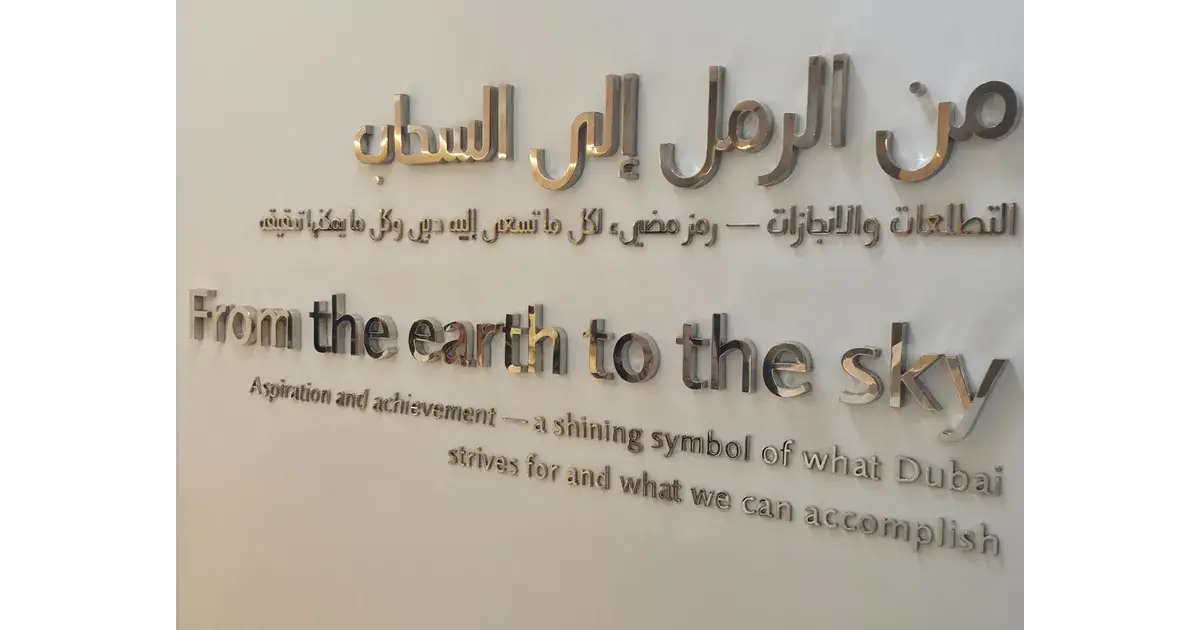 من الرمل إلى السحاب
التطلعات والانجازات — رمز مضيء لكل ما تسعى إليه دبي وكل ما يمكنها تحقيقه
From the earth to the sky
Aspiration and achievement — a shining symbol of what Dubai
strives for and what we can accomplish